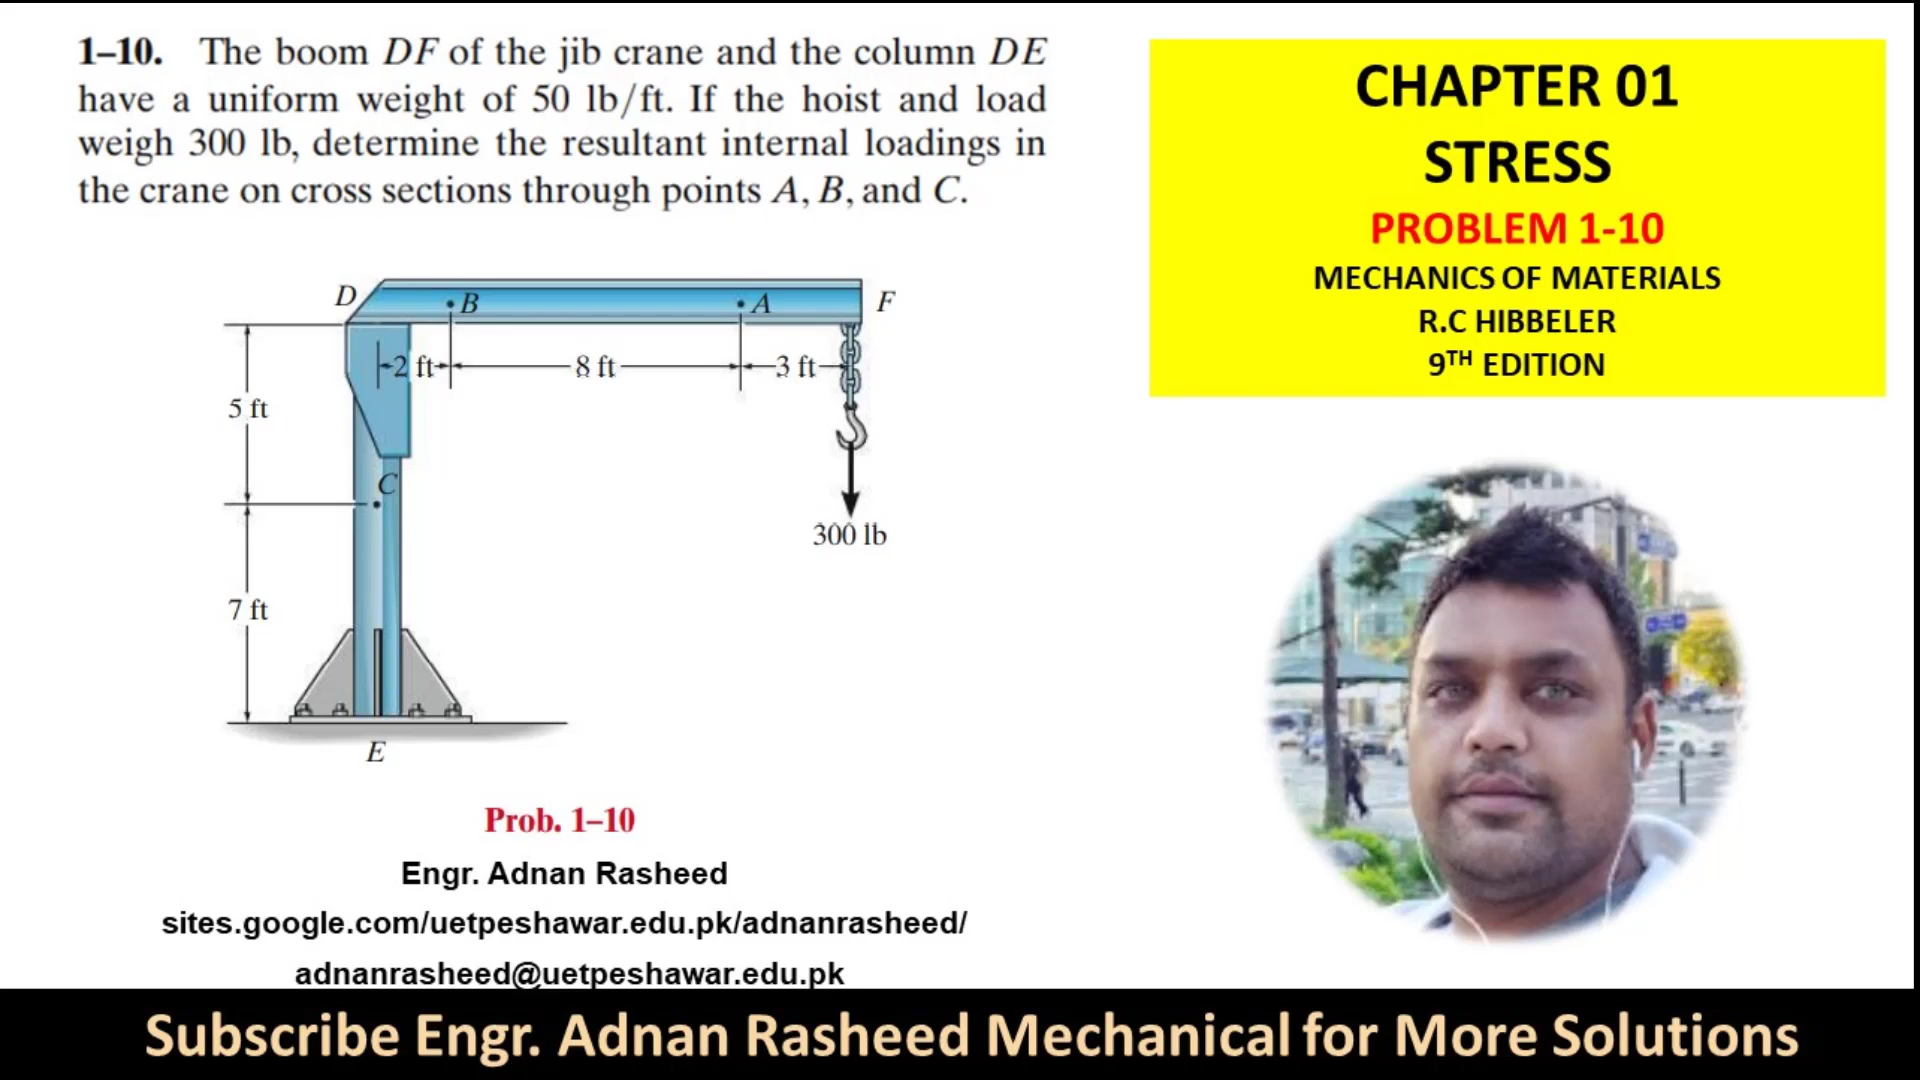 1–10. The boom DF of the jib crane and the column DE
have a uniform weight of 50 lb/ft. If the hoist and load
weigh 300 lb, determine the resultant internal loadings in
the crane on cross sections through points A, B, and C.
CHAPTER 01
STRESS
PROBLEM 1-10
MECHANICS OF MATERIALS
R.C HIBBELER
9TH EDITION
D
B
A
F
2 ft
8 ft
3 ft
5 ft
C
300 lb
7 ft
E
Prob. 1–10
Engr. Adnan Rasheed
sites.google.com/uetpeshawar.edu.pk/adnanrasheed/
adnanrasheed@uetpeshawar.edu.pk
Subscribe Engr. Adnan Rasheed Mechanical for More Solutions